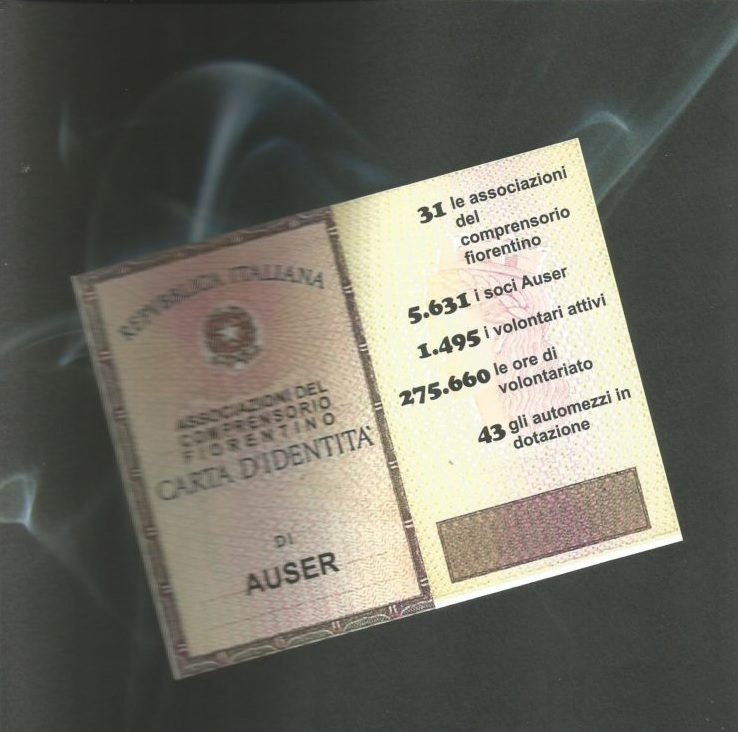 REPVBBLICA ITALIANA
ASSOCIAZIONI DEL
COMPRENSORIO
FIORENTINO
CARTA D'IDENTITA'
DI
AUSER
31 le associazioni
del
comprensorio
fiorentino
5.631 i soci Auser
1.495 i volontari attivi
275.660 le ore di
volontariato
43 gli automezzi in
dotazione